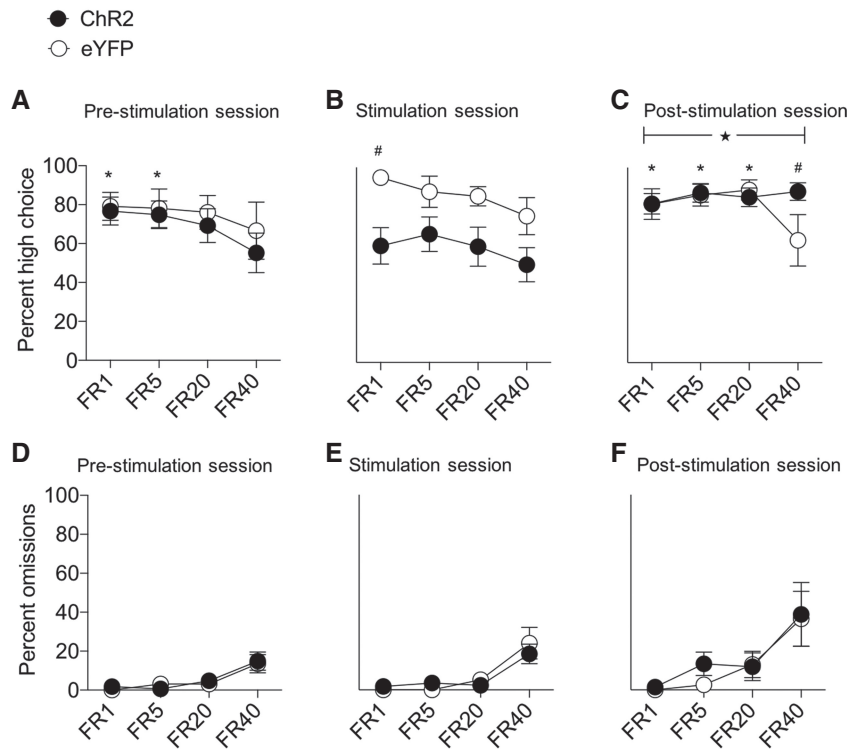 ChR2
eYFP
A Pre-stimulation session
B Stimulation session
C Post-stimulation session
★
* *
#
* * * #
Percent high choice
100
80
60
40
20
0
FR1 FR5 FR20 FR40
FR1 FR5 FR20 FR40
FR1 FR5 FR20 FR40
D Pre-stimulation session
E Stimulation session
F Post-stimulation session
Percent omissions
100
80
60
40
20
0
FR1 FR5 FR20 FR40
FR1 FR5 FR20 FR40
FR1 FR5 FR20 FR40